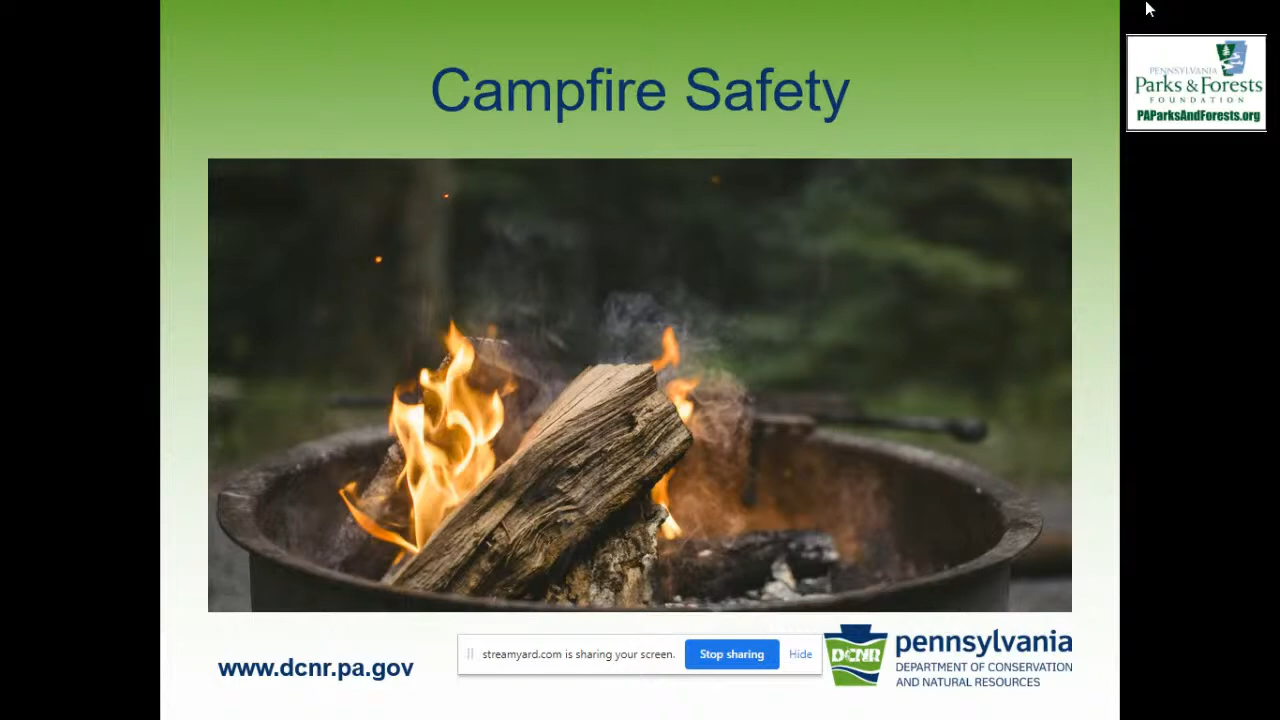 Campfire Safety
PENNSYLVANIA
Parks & Forests
FOUNDATION
PAParksAndForests.org
www.dcnr.pa.gov
streamyard.com is sharing your screen.
Stop sharing
Hide
DCNR
pennsylvania
DEPARTMENT OF CONSERVATION
AND NATURAL RESOURCES